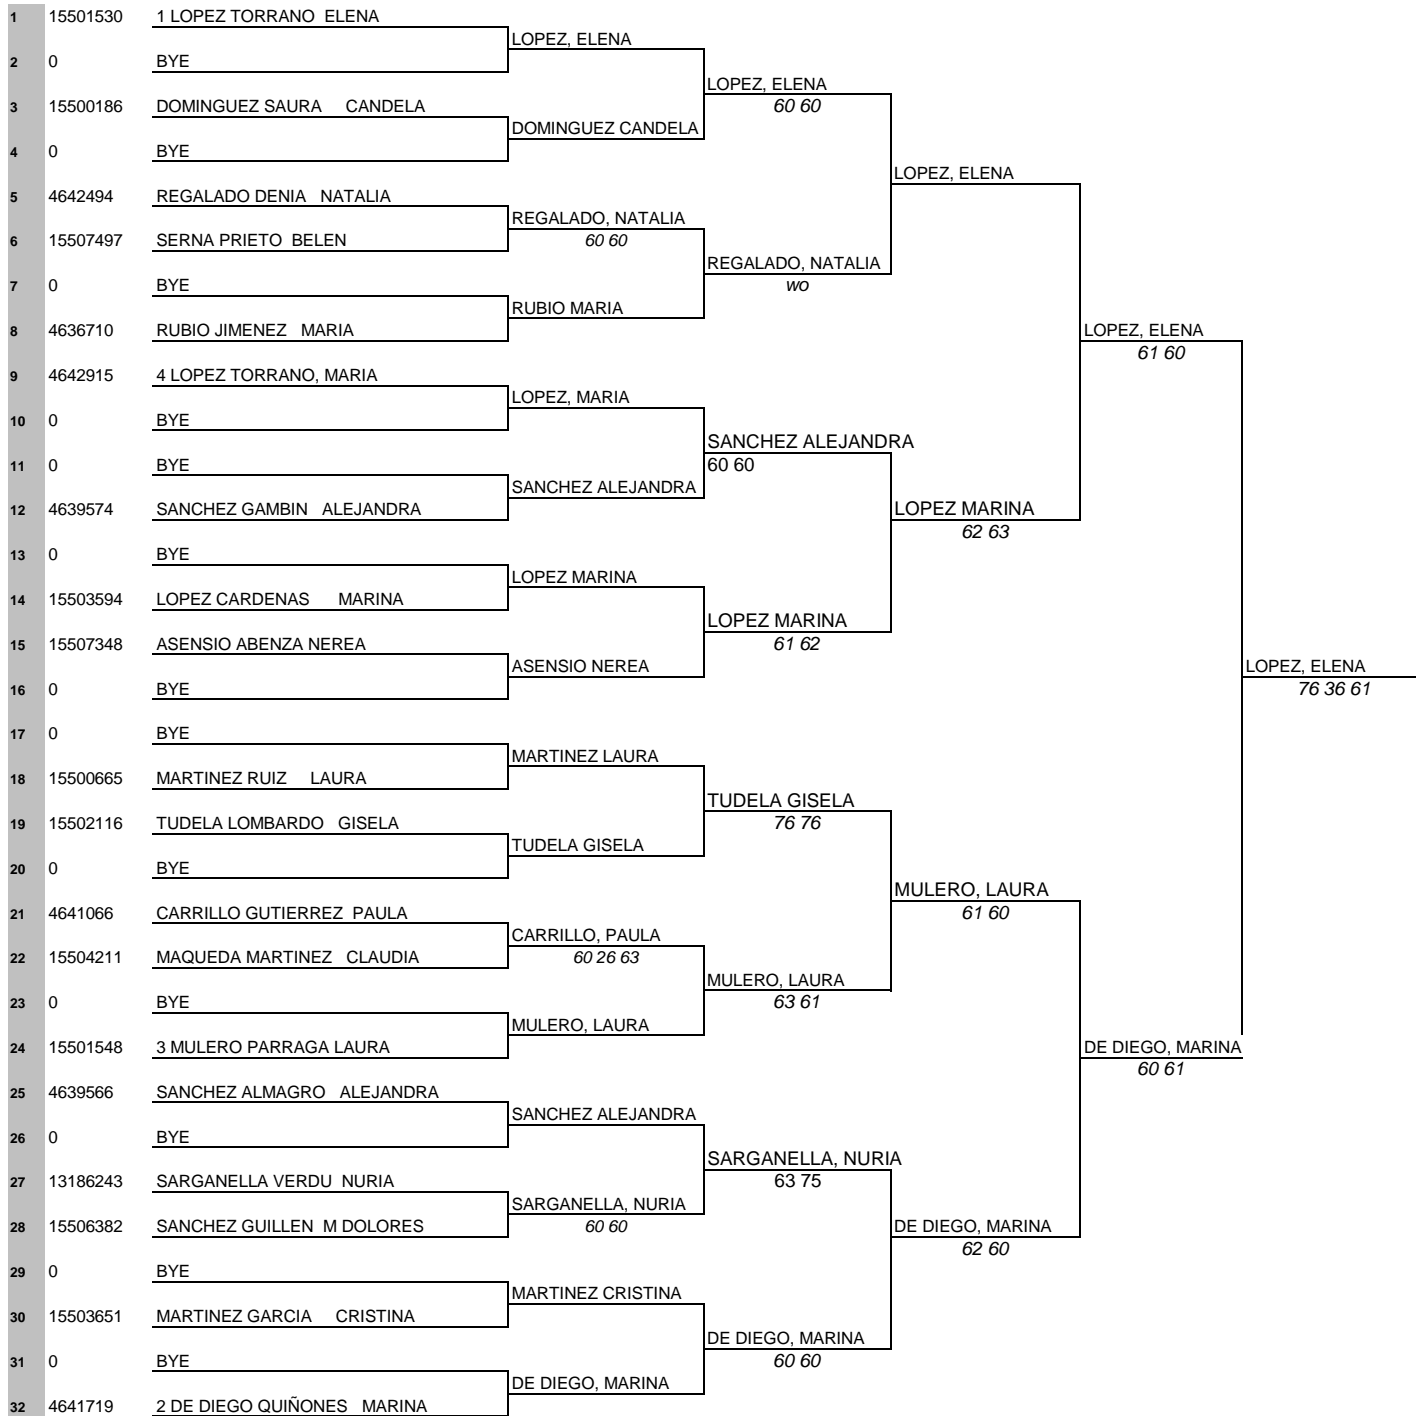 1 15501530 1 LOPEZ TORRANO ELENA
LOPEZ, ELENA
2 0 BYE
LOPEZ, ELENA
60 60
3 15500186 DOMINGUEZ SAURA CANDELA
DOMINGUEZ CANDELA
4 0 BYE
LOPEZ, ELENA
5 4642494 REGALADO DENIA NATALIA
REGALADO, NATALIA
60 60
6 15507497 SERNA PRIETO BELEN
REGALADO, NATALIA
wo
7 0 BYE
RUBIO MARIA
8 4636710 RUBIO JIMENEZ MARIA
LOPEZ, ELENA
61 60
9 4642915 4 LOPEZ TORRANO, MARIA
LOPEZ, MARIA
10 0 BYE
SANCHEZ ALEJANDRA
60 60
11 0 BYE
SANCHEZ ALEJANDRA
12 4639574 SANCHEZ GAMBIN ALEJANDRA
LOPEZ MARINA
62 63
13 0 BYE
LOPEZ MARINA
14 15503594 LOPEZ CARDENAS MARINA
LOPEZ MARINA
61 62
15 15507348 ASENSIO ABENZA NEREA
ASENSIO NEREA
LOPEZ, ELENA
76 36 61
16 0 BYE
17 0 BYE
MARTINEZ LAURA
18 15500665 MARTINEZ RUIZ LAURA
TUDELA GISELA
76 76
19 15502116 TUDELA LOMBARDO GISELA
TUDELA GISELA
20 0 BYE
MULERO, LAURA
61 60
21 4641066 CARRILLO GUTIERREZ PAULA
CARRILLO, PAULA
60 26 63
22 15504211 MAQUEDA MARTINEZ CLAUDIA
MULERO, LAURA
63 61
23 0 BYE
MULERO, LAURA
24 15501548 3 MULERO PARRAGA LAURA
DE DIEGO, MARINA
60 61
25 4639566 SANCHEZ ALMAGRO ALEJANDRA
SANCHEZ ALEJANDRA
26 0 BYE
SARGANELLA, NURIA
63 75
27 13186243 SARGANELLA VERDU NURIA
SARGANELLA, NURIA
60 60
28 15506382 SANCHEZ GUILLEN M DOLORES
DE DIEGO, MARINA
62 60
29 0 BYE
MARTINEZ CRISTINA
30 15503651 MARTINEZ GARCIA CRISTINA
DE DIEGO, MARINA
60 60
31 0 BYE
DE DIEGO, MARINA
32 4641719 2 DE DIEGO QUIÑONES MARINA